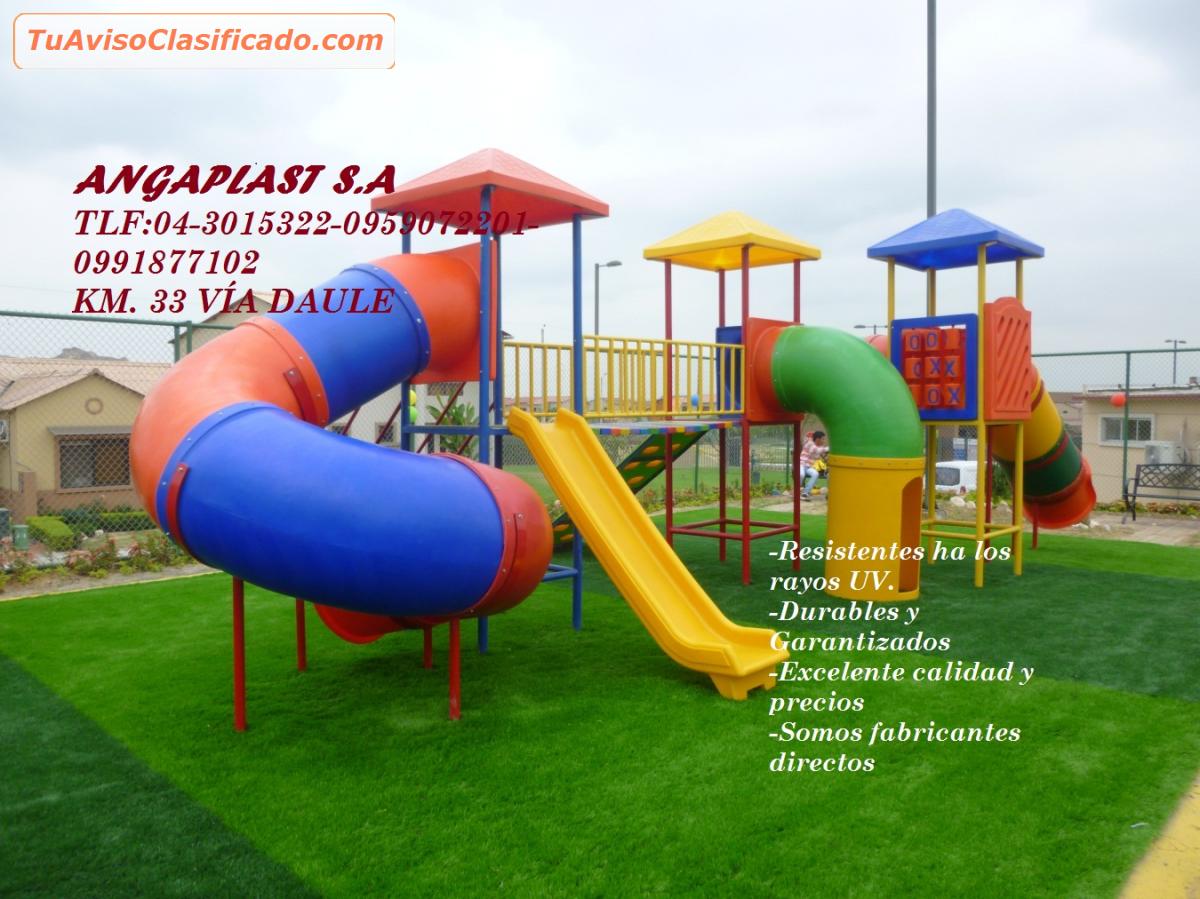 TuAvisoClasificado.com
ANGAPLAST S.A
TLF:04-3015322-0959072201-
0991877102
KM. 33 VÍA DAULE
O O
O X X
X O X
-Resistentes ha los
rayos UV.
-Durables y
Garantizados
-Excelente calidad y
precios
-Somos fabricantes
directos